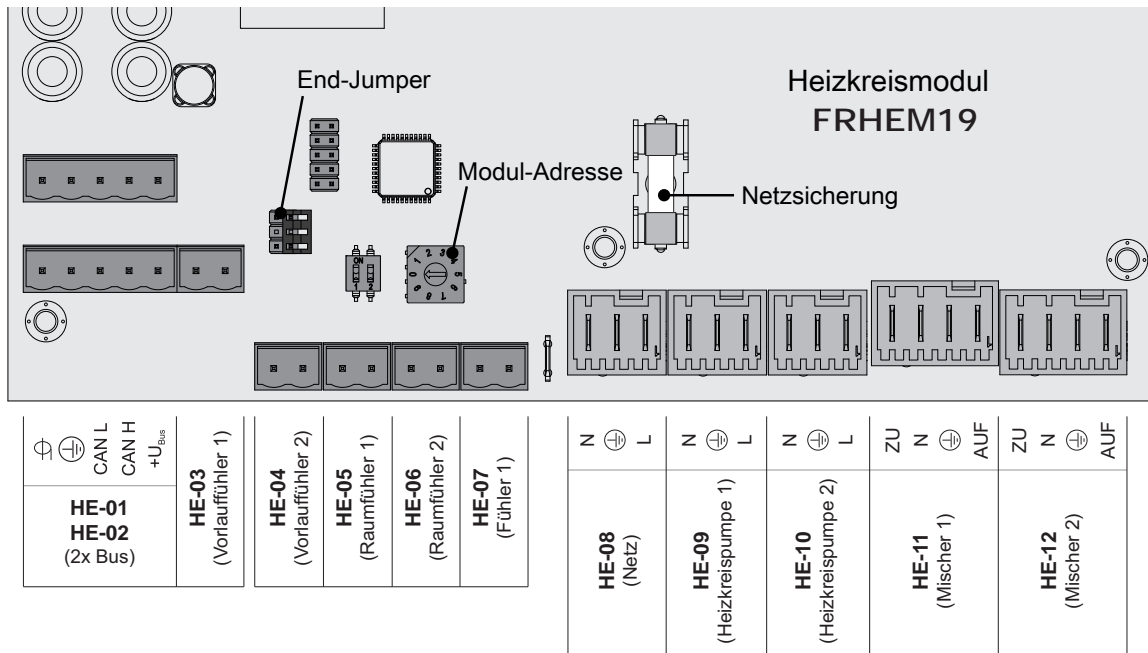 Heizkreismodul
FRHEM19
End-Jumper
Modul-Adresse
Netzsicherung
ON
1 2
CAN L
CAN H
+U_Bus
HE-01
HE-02
(2x Bus)
HE-03
(Vorlauffühler 1)
HE-04
(Vorlauffühler 2)
HE-05
(Raumfühler 1)
HE-06
(Raumfühler 2)
HE-07
(Fühler 1)
N L
HE-08
(Netz)
N L
HE-09
(Heizkreispumpe 1)
N L
HE-10
(Heizkreispumpe 2)
ZU N AUF
HE-11
(Mischer 1)
ZU N AUF
HE-12
(Mischer 2)